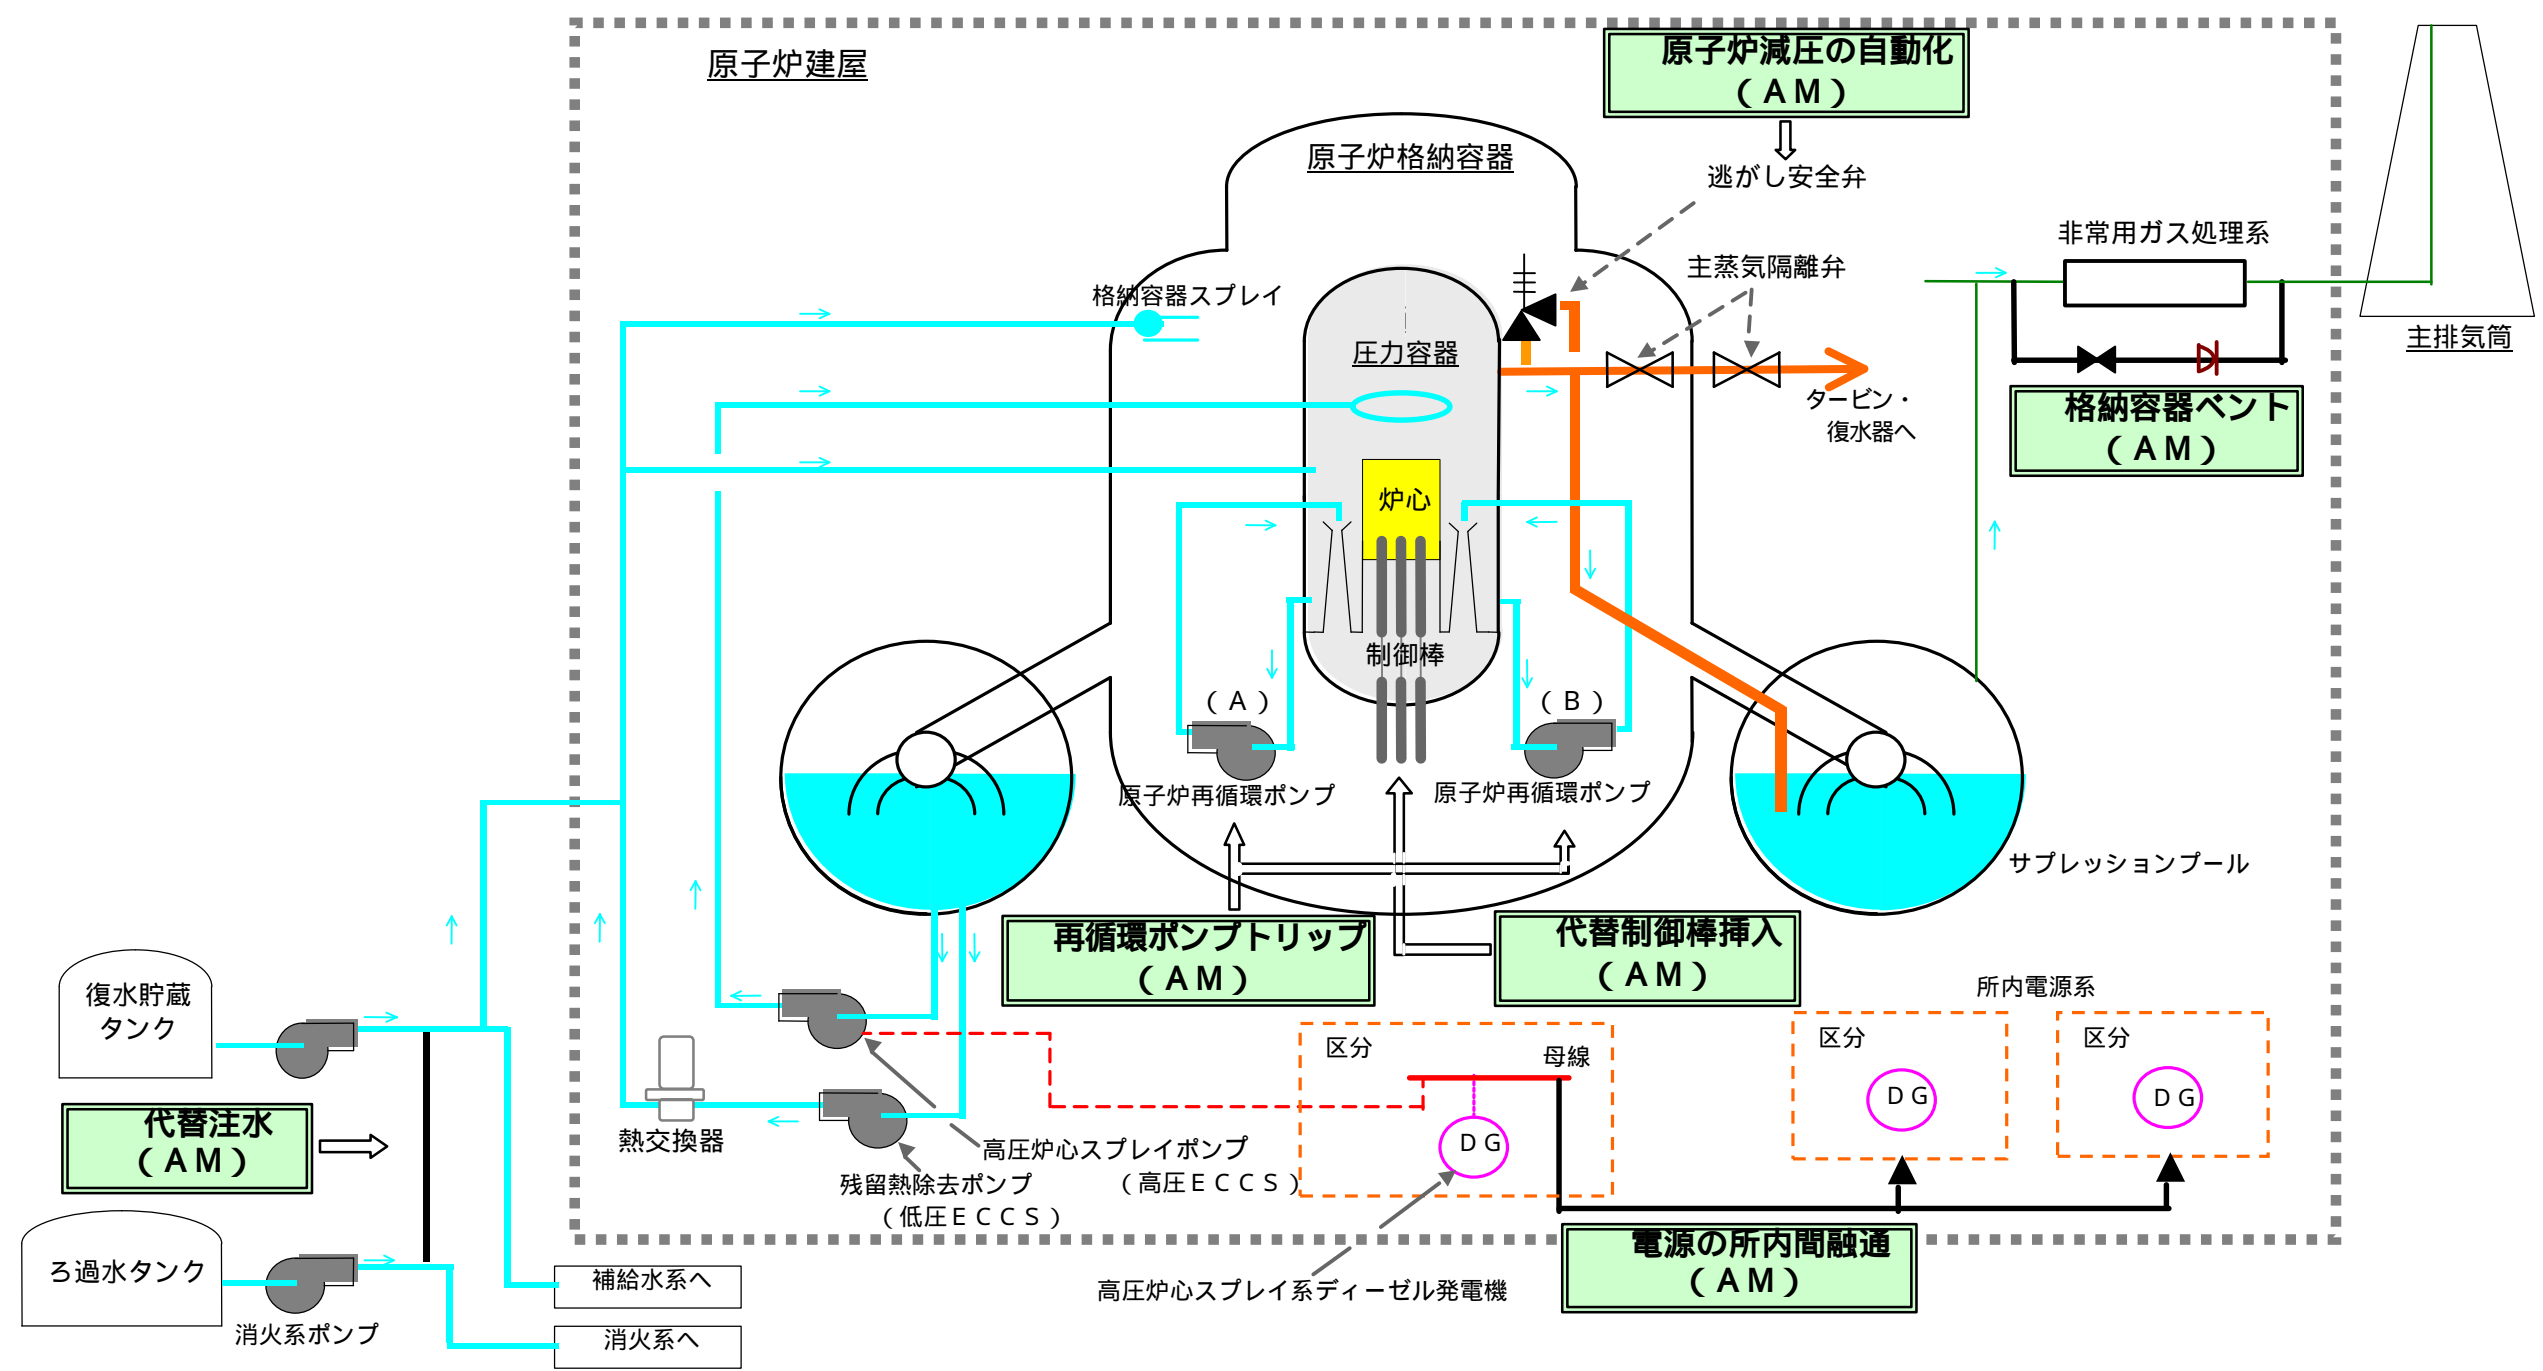 原子炉建屋
原子炉減圧の自動化
（ＡＭ）
原子炉格納容器
逃がし安全弁
非常用ガス処理系
主蒸気隔離弁
格納容器スプレイ
主排気筒
圧力容器
タービン・
復水器へ
格納容器ベント
（ＡＭ）
炉心
制御棒
（Ａ）
（Ｂ）
原子炉再循環ポンプ
原子炉再循環ポンプ
サプレッションプール
再循環ポンプトリップ
（ＡＭ）
代替制御棒挿入
（ＡＭ）
復水貯蔵
タンク
所内電源系
区分
母線
区分
区分
ＤＧ
ＤＧ
ＤＧ
代替注水
（ＡＭ）
熱交換器
高圧炉心スプレイポンプ
（高圧ＥＣＣＳ）
残留熱除去ポンプ
（低圧ＥＣＣＳ）
電源の所内間融通
（ＡＭ）
ろ過水タンク
補給水系へ
高圧炉心スプレイ系ディーゼル発電機
消火系ポンプ
消火系へ